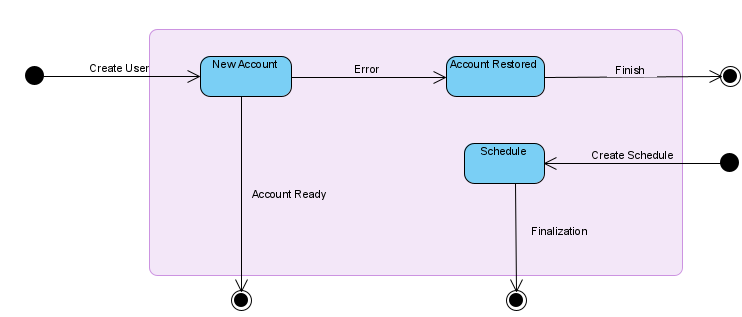 Create User
New Account
Error
Account Restored
Finish
Schedule
Create Schedule
Account Ready
Finalization